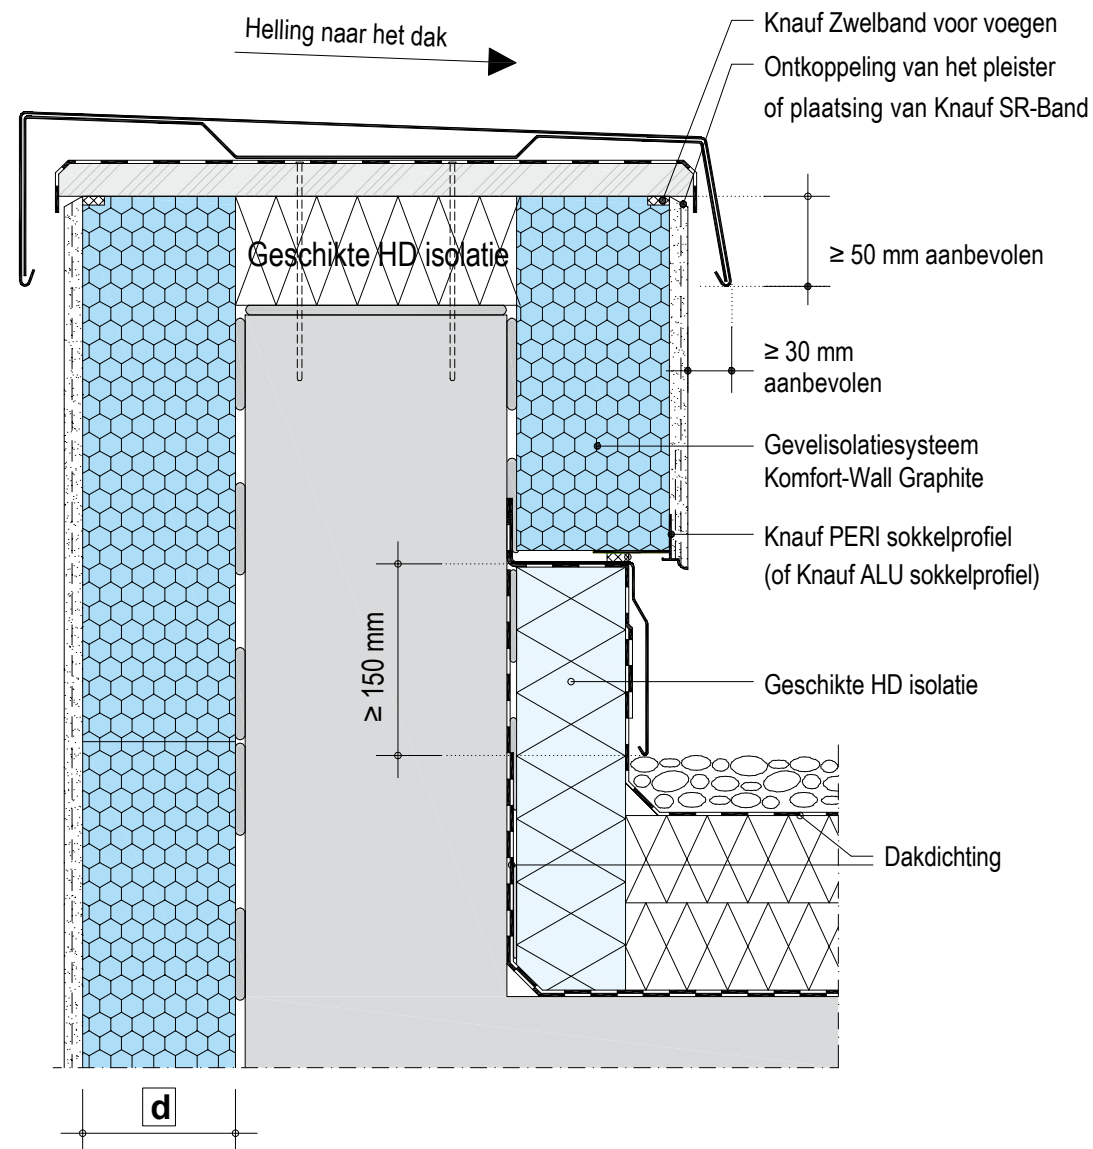 Helling naar het dak
Knauf Zwelband voor voegen
Ontkoppeling van het pleister
of plaatsing van Knauf SR-Band
Geschikte HD isolatie
≥ 50 mm aanbevolen
≥ 30 mm
aanbevolen
Gevelisolatiesysteem
Komfort-Wall Graphite
Knauf PERI sokkelprofiel
(of Knauf ALU sokkelprofiel)
≥ 150 mm
Geschikte HD isolatie
Dakdichting
d